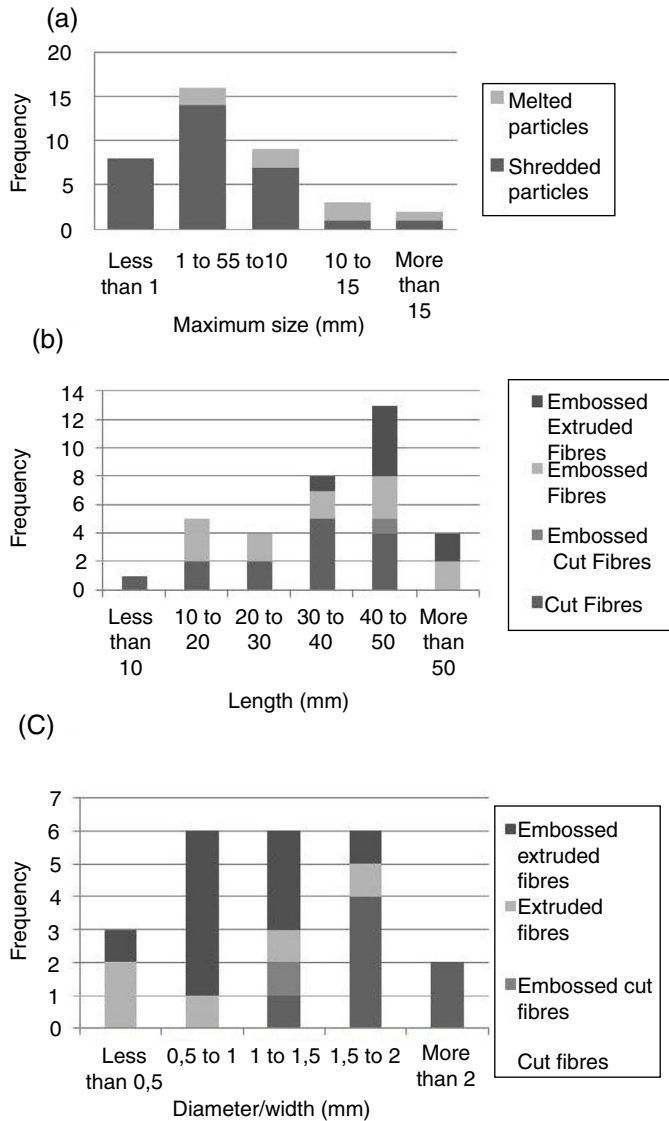 (a)
20
15
10
5
0
Frequency
Less
than 1
1 to 55 to10
10 to
15
More
than
15
Maximum size (mm)
Melted
particles
Shredded
particles
(b)
14
12
10
8
6
4
2
0
Frequency
Less
than
10
10 to
20
20 to
30
30 to
40
40 to
50
More
than
50
Length (mm)
Embossed
Extruded
Fibres
Embossed
Fibres
Embossed
Cut Fibres
Cut Fibres
(C)
7
6
5
4
3
2
1
0
Frequency
Less
than 0,5
0,5 to 1
1 to 1,5
1,5 to 2
More
than 2
Diameter/width (mm)
Embossed
extruded
fibres
Extruded
fibres
Embossed cut
fibres
Cut fibres